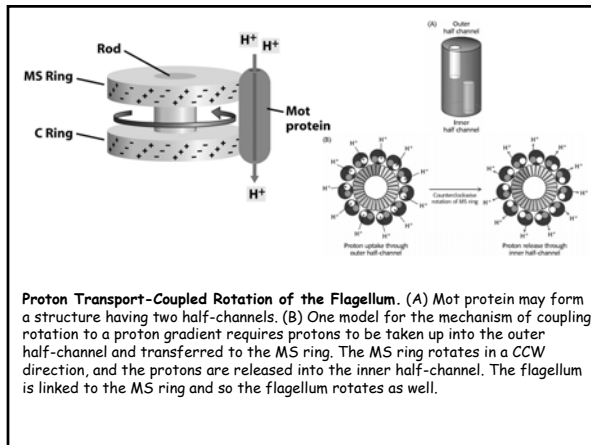 Rod
H⁺ H⁺
MS Ring
Mot
protein
C Ring
H⁺
(A) Outer
half channel
Inner
half channel
(B)
H⁺ H⁺ H⁺ H⁺ H⁺ H⁺ H⁺ H⁺ H⁺ H⁺ H⁺
Counterclockwise
rotation of MS ring
H⁺ H⁺ H⁺ H⁺ H⁺ H⁺ H⁺ H⁺ H⁺ H⁺ H⁺
Proton uptake through
outer half-channel
Proton release through
inner half-channel
Proton Transport-Coupled Rotation of the Flagellum. (A) Mot protein may form
a structure having two half-channels. (B) One model for the mechanism of coupling
rotation to a proton gradient requires protons to be taken up into the outer
half-channel and transferred to the MS ring. The MS ring rotates in a CCW
direction, and the protons are released into the inner half-channel. The flagellum
is linked to the MS ring and so the flagellum rotates as well.